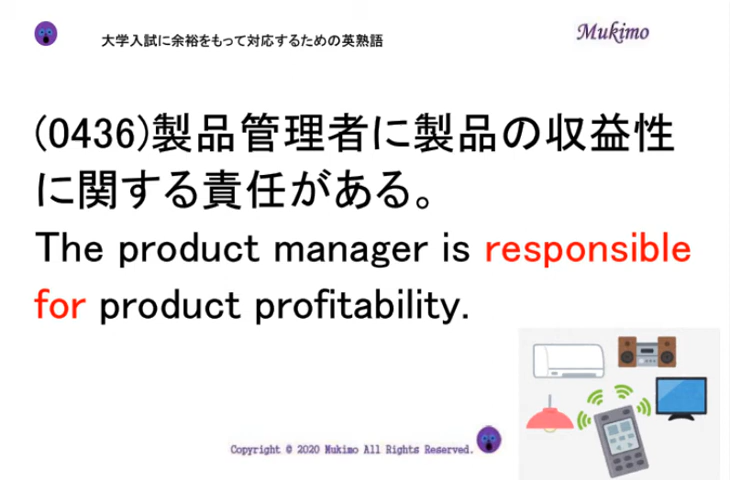 大学入試に余裕をもって対応するための英熟語
Mukimo
(0436)製品管理者に製品の収益性
に関する責任がある。
The product manager is responsible
for product profitability.
Copyright © 2020 Mukimo All Rights Reserved.